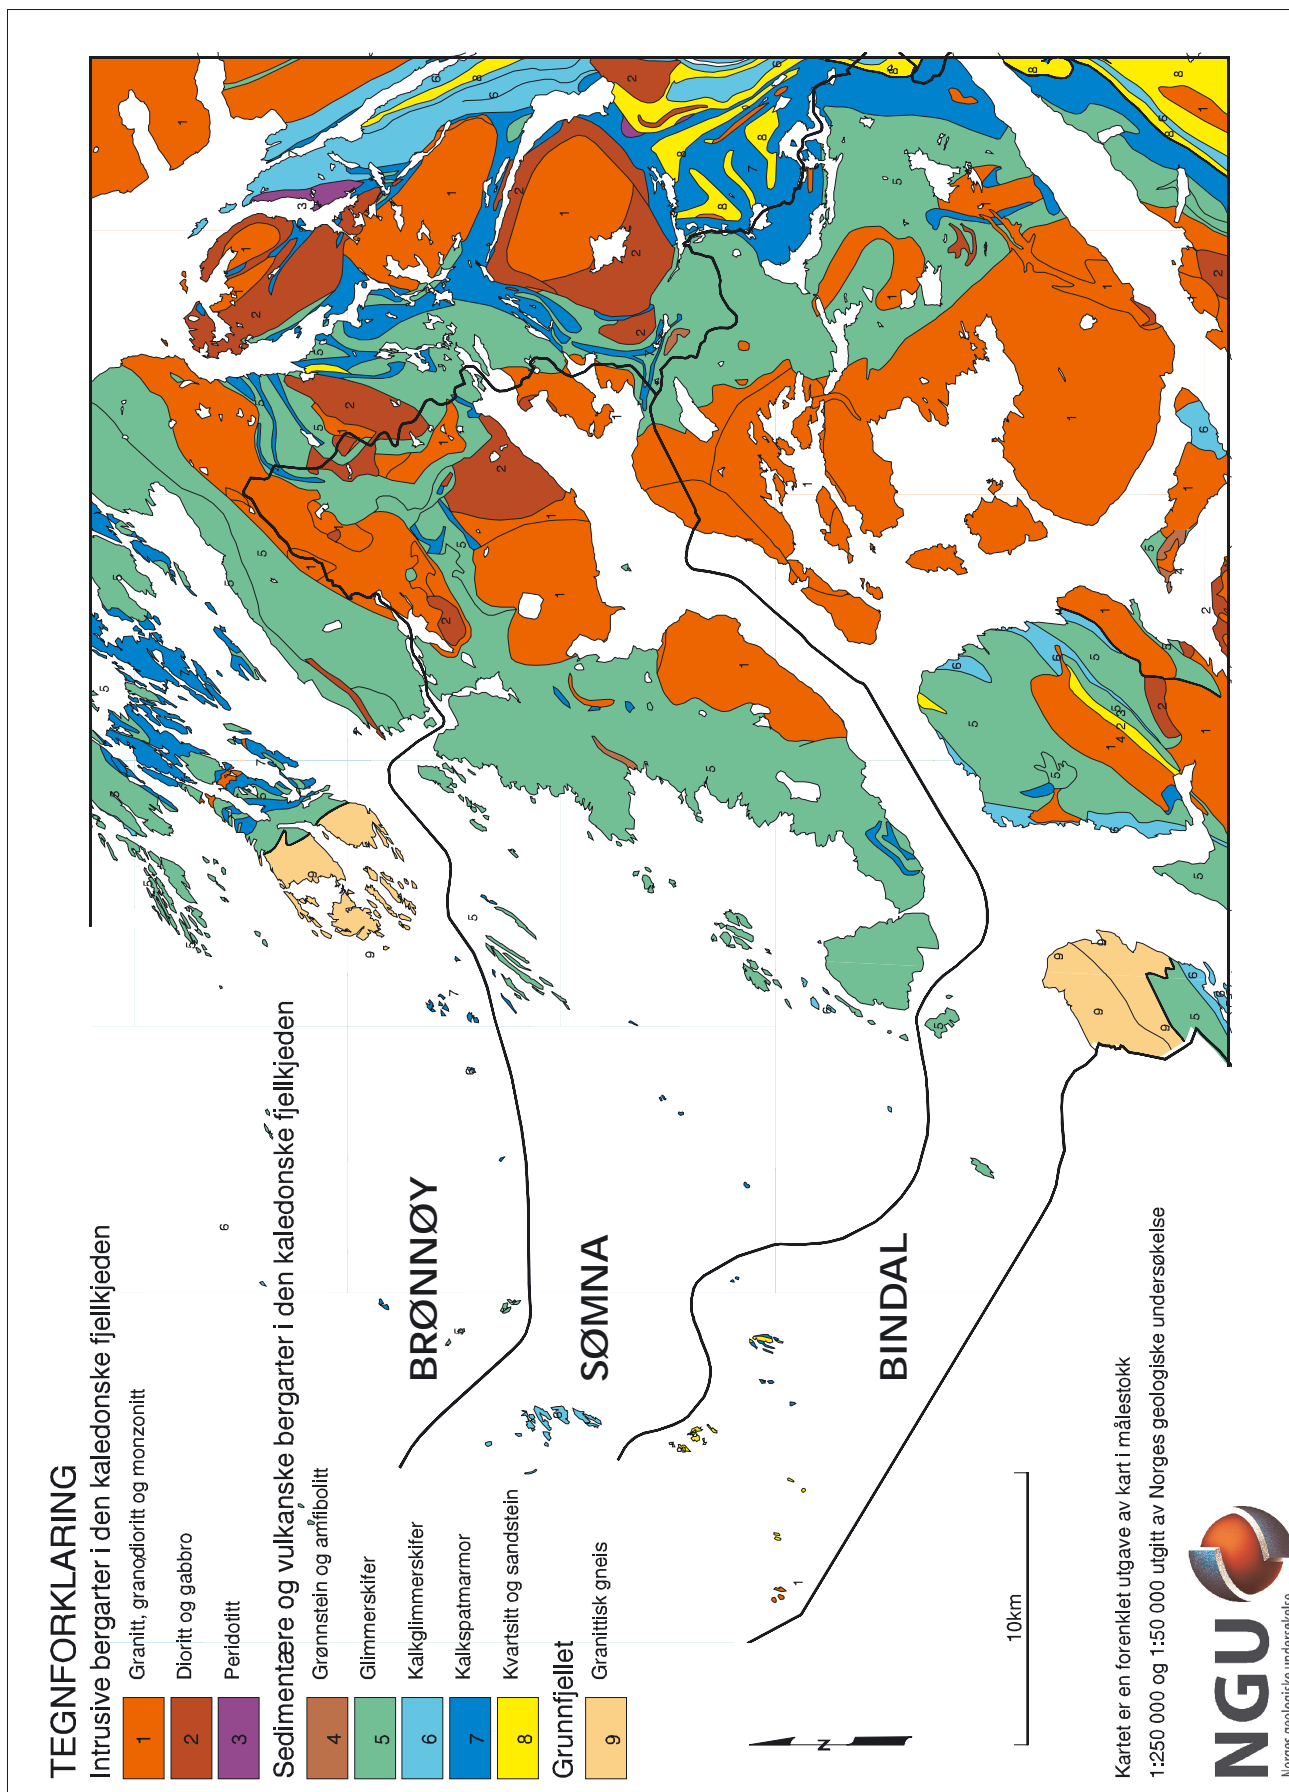 TEGNFORKLARING
Intrusive bergarter i den kaledonske fjellkjeden
1 Granitt, granodioritt og monzonitt
2 Dioritt og gabbro
3 Peridotitt
Sedimentære og vulkanske bergarter i den kaledonske fjellkjeden
4 Grønnstein og amfibolitt
5 Glimmerskifer
6 Kalkglimmerskifer
7 Kalkspatmarmor
8 Kvartsitt og sandstein
Grunnfjellet
9 Granittisk gneis
BRØNNØY
SØMNA
BINDAL
N
10km
Kartet er en forenklet utgave av kart i målestokk
1:250 000 og 1:50 000 utgitt av Norges geologiske undersøkelse
NGU
Norges geologiske undersøkelse